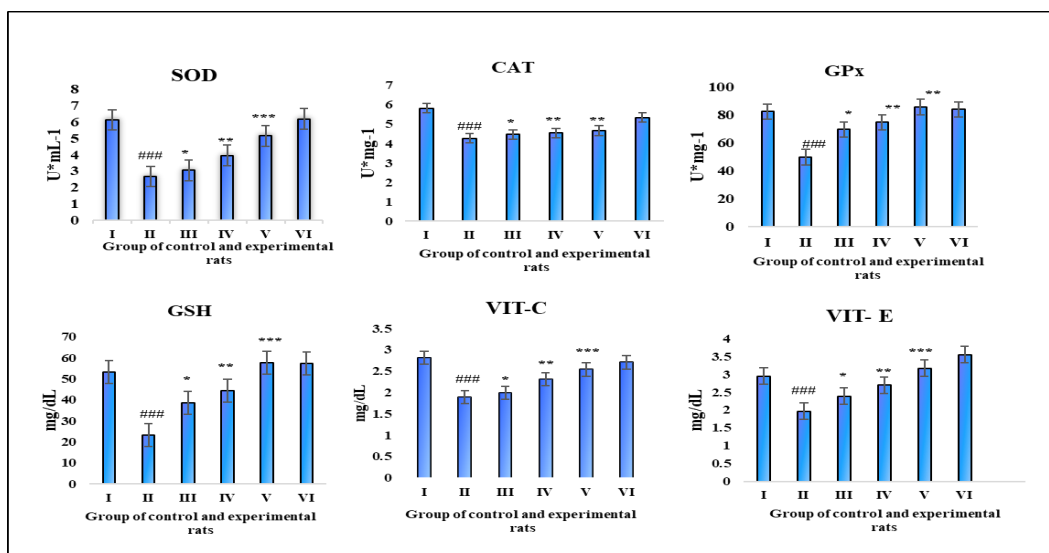 SOD
U*mL-1
8
7
6
5
4
3
2
1
0
###
*
**
***
I II III IV V VI
Group of control and experimental
rats
CAT
U*mg-1
7
6
5
4
3
2
1
0
###
*
**
**
I II III IV V VI
Group of control and experimental
rats
GPx
U*mg-1
100
80
60
40
20
0
###
*
**
**
I II III IV V VI
Group of control and experimental
rats
GSH
mg/dL
70
60
50
40
30
20
10
0
###
*
**
***
I II III IV V VI
Group of control and experimental
rats
VIT-C
mg/dL
3.5
3
2.5
2
1.5
1
0.5
0
###
*
**
***
I II III IV V VI
Group of control and experimental
rats
VIT- E
mg/dL
4
3.5
3
2.5
2
1.5
1
0.5
0
###
*
**
***
I II III IV V VI
Group of control and experimental
rats